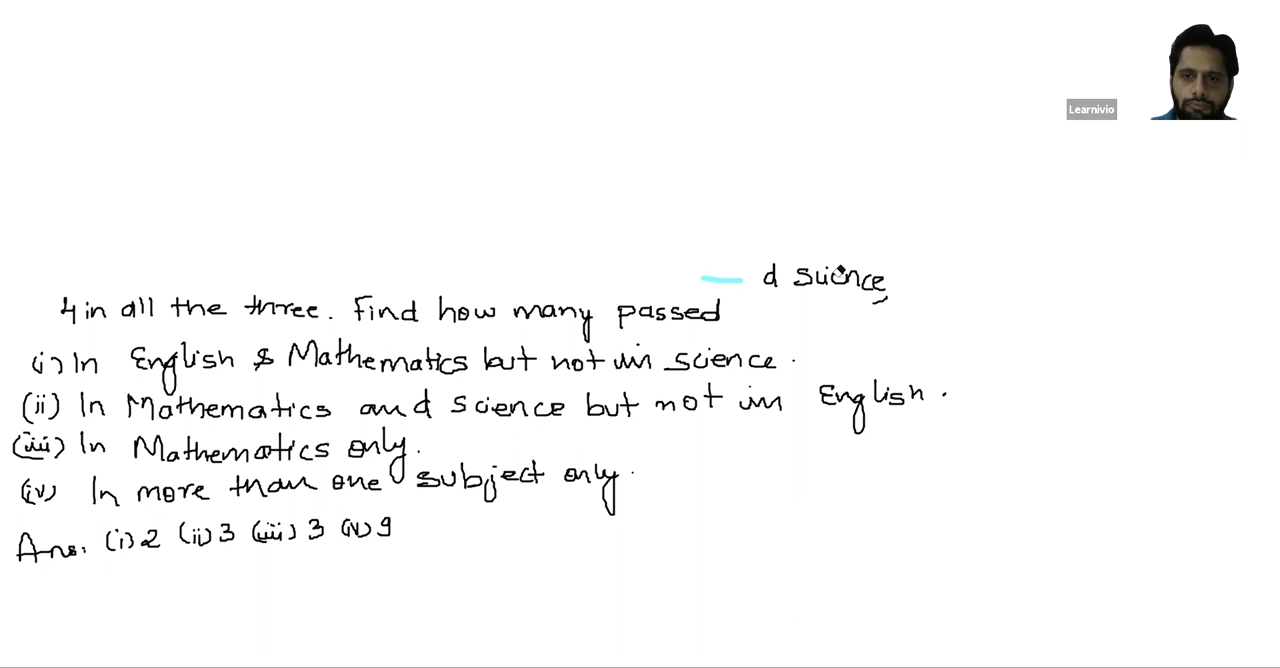 Learnivio
d science,
4 in all the three. Find how many passed
(i) In English & Mathematics but not in science.
(ii) In Mathematics and science but not in English.
(iii) In Mathematics only.
(iv) In more than one subject only.
Ans: (i) 2 (ii) 3 (iii) 3 (iv) 9